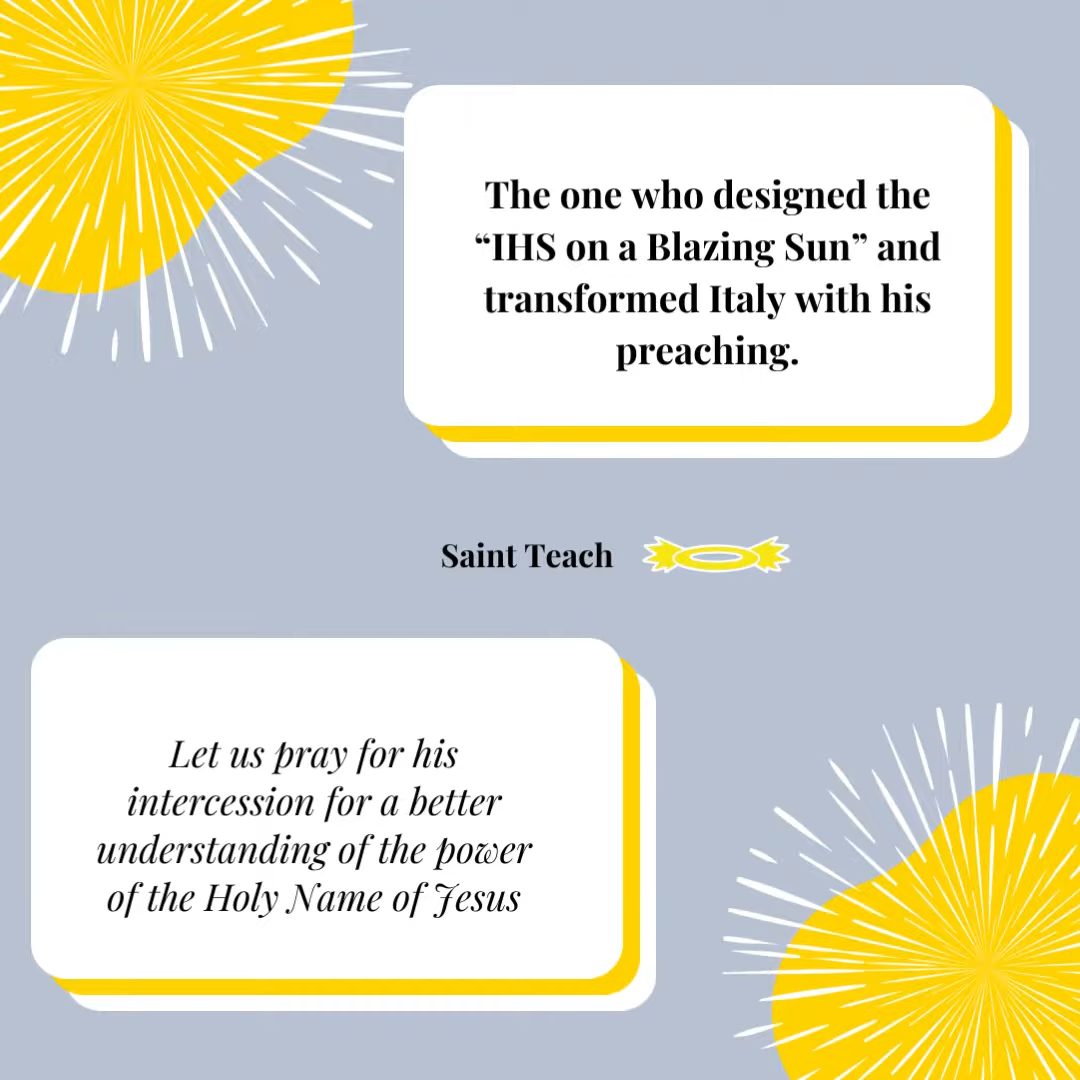 The one who designed the
“IHS on a Blazing Sun” and
transformed Italy with his
preaching.
Saint Teach
Let us pray for his
intercession for a better
understanding of the power
of the Holy Name of Jesus